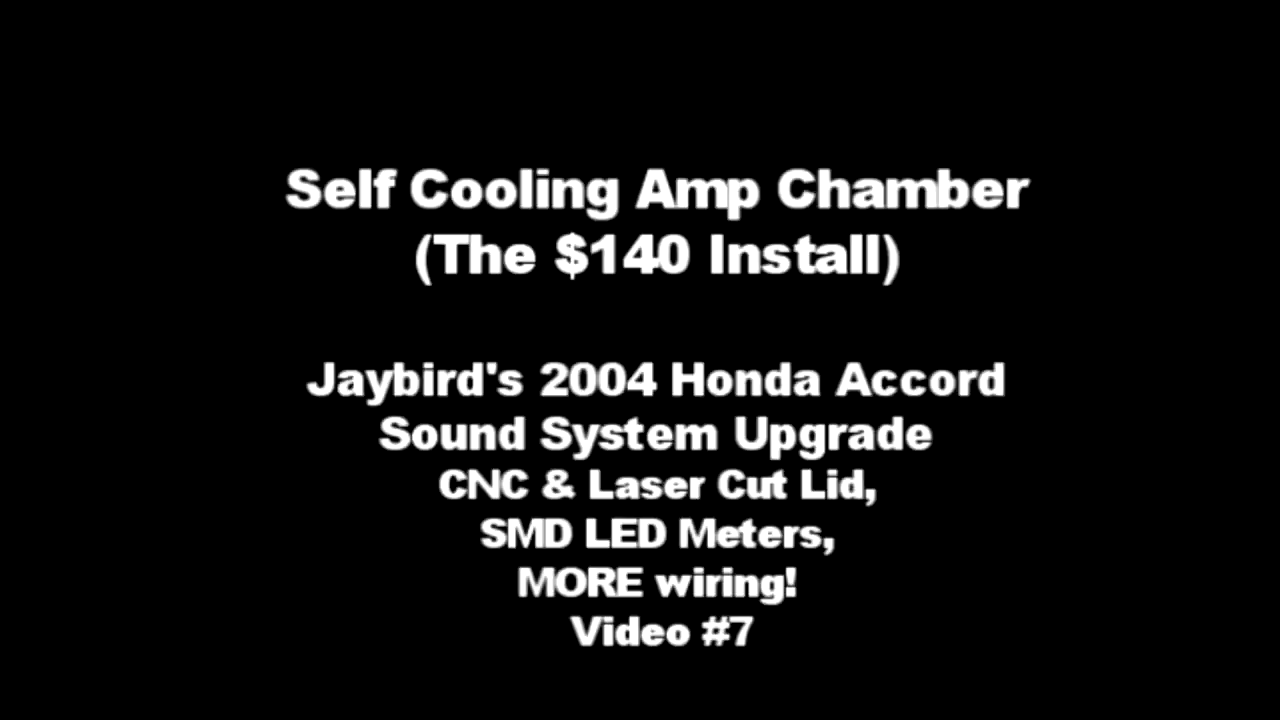 Self Cooling Amp Chamber
(The $140 Install)
Jaybird's 2004 Honda Accord
Sound System Upgrade
CNC & Laser Cut Lid,
SMD LED Meters,
MORE wiring!
Video #7